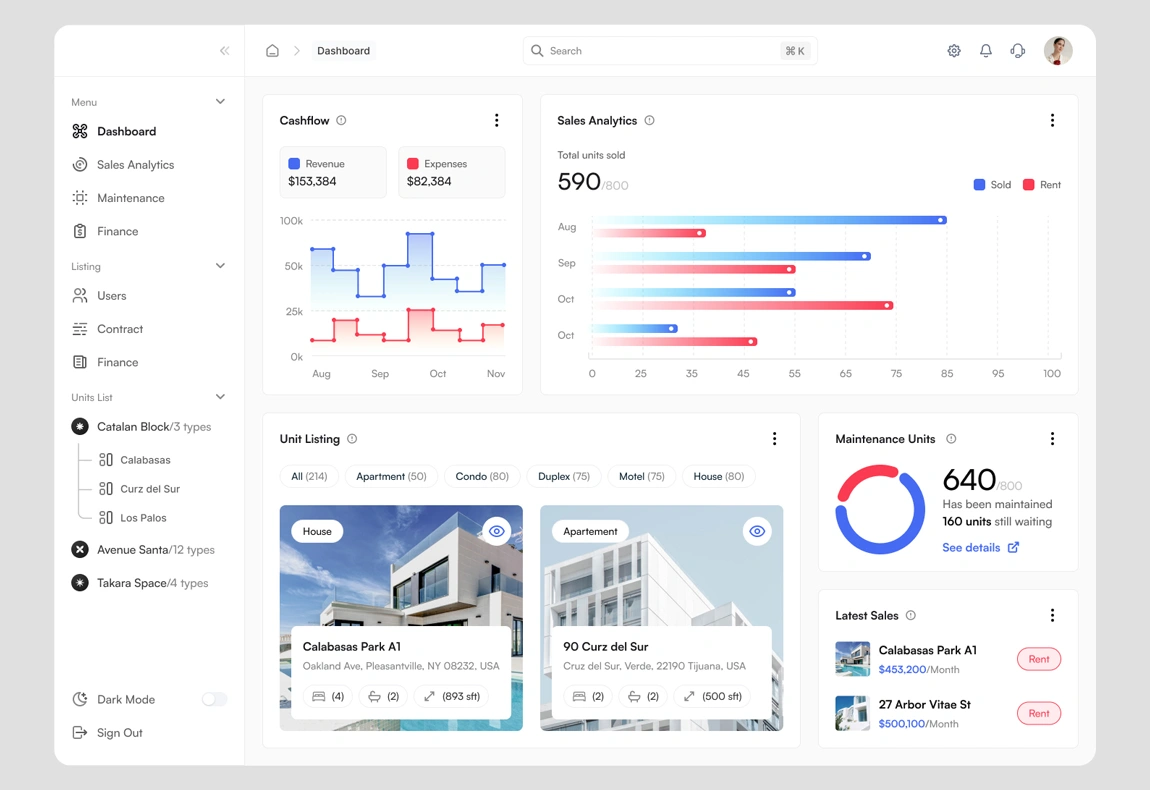 Dashboard
Search
⌘ K
Menu
Dashboard
Sales Analytics
Maintenance
Finance
Listing
Users
Contract
Finance
Units List
Catalan Block/3 types
Calabasas
Curz del Sur
Los Palos
Avenue Santa/12 types
Takara Space/4 types
Dark Mode
Sign Out
Cashflow
Revenue
$153,384
Expenses
$82,384
100k
50k
25k
0k
Aug Sep Oct Nov
Sales Analytics
Total units sold
590/800
Sold Rent
Aug
Sep
Oct
Oct
0 25 35 45 55 65 75 85 95 100
Unit Listing
All (214) Apartment (50) Condo (80) Duplex (75) Motel (75) House (80)
House
Calabasas Park A1
Oakland Ave, Pleasantville, NY 08232, USA
(4) (2) (893 sft)
Apartement
90 Curz del Sur
Cruz del Sur, Verde, 22190 Tijuana, USA
(2) (2) (500 sft)
Maintenance Units
640/800
Has been maintained
160 units still waiting
See details
Latest Sales
Calabasas Park A1
$453,200/Month
Rent
27 Arbor Vitae St
$500,100/Month
Rent